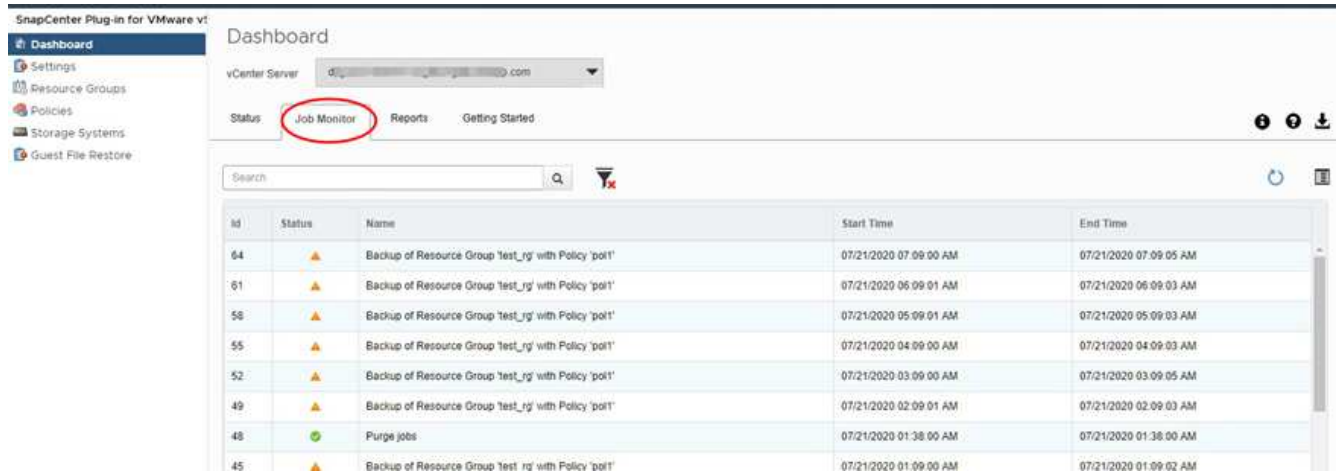 SnapCenter Plug-in for VMware vS
Dashboard
Settings
Resource Groups
Policies
Storage Systems
Guest File Restore
Dashboard
vCenter Server .com
Status Job Monitor Reports Getting Started
Search
Id Status Name Start Time End Time
64 Backup of Resource Group 'test_rg' with Policy 'pol1' 07/21/2020 07:09:00 AM 07/21/2020 07:09:05 AM
61 Backup of Resource Group 'test_rg' with Policy 'pol1' 07/21/2020 06:09:01 AM 07/21/2020 06:09:03 AM
58 Backup of Resource Group 'test_rg' with Policy 'pol1' 07/21/2020 05:09:01 AM 07/21/2020 05:09:03 AM
55 Backup of Resource Group 'test_rg' with Policy 'pol1' 07/21/2020 04:09:00 AM 07/21/2020 04:09:03 AM
52 Backup of Resource Group 'test_rg' with Policy 'pol1' 07/21/2020 03:09:00 AM 07/21/2020 03:09:05 AM
49 Backup of Resource Group 'test_rg' with Policy 'pol1' 07/21/2020 02:09:01 AM 07/21/2020 02:09:03 AM
48 Purge jobs 07/21/2020 01:38:00 AM 07/21/2020 01:38:00 AM
45 Backup of Resource Group 'test_rg' with Policy 'pol1' 07/21/2020 01:09:00 AM 07/21/2020 01:09:02 AM